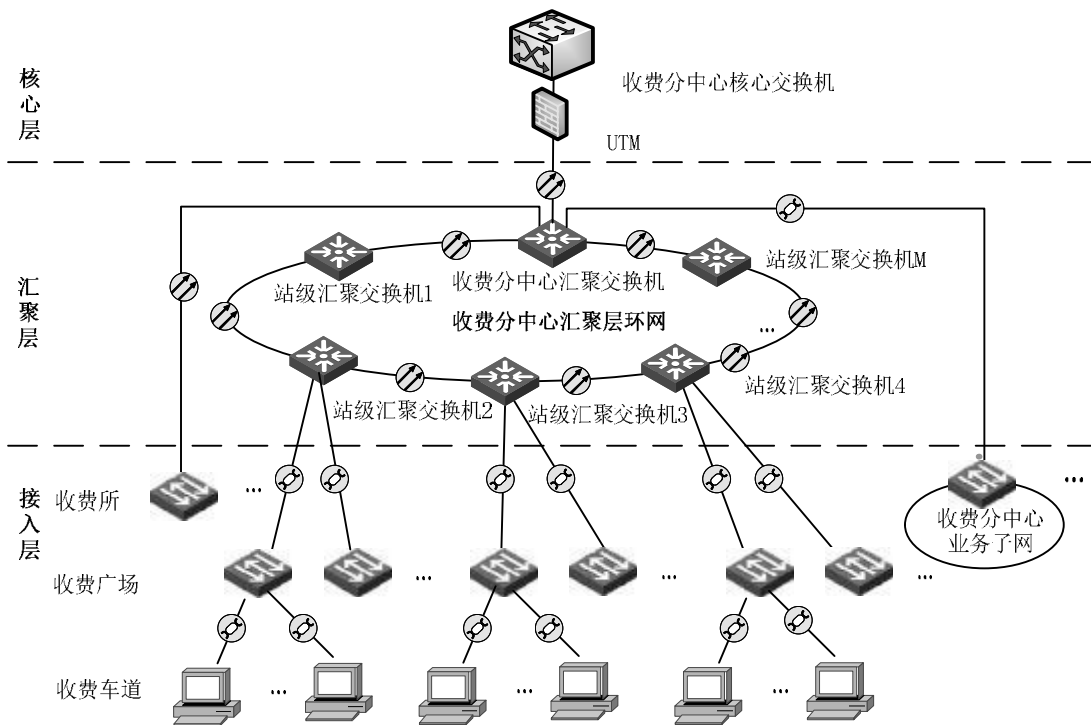 核心层
收费分中心核心交换机
UTM
汇聚层
站级汇聚交换机1
收费分中心汇聚交换机
站级汇聚交换机M
收费分中心汇聚层环网
...
站级汇聚交换机2
站级汇聚交换机3
站级汇聚交换机4
接入层
收费所
...
...
收费分中心
业务子网
收费广场
...
...
...
收费车道
...
...
...